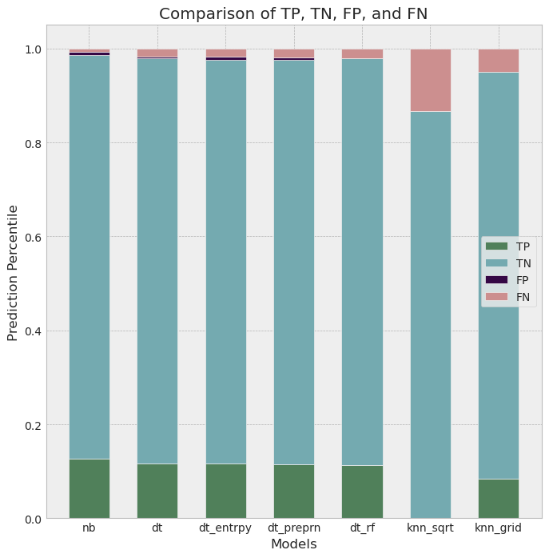 Comparison of TP, TN, FP, and FN
Prediction Percentile
1.0
0.8
0.6
0.4
0.2
0.0
TP
TN
FP
FN
nb dt dt_entrpy dt_preprn dt_rf knn_sqrt knn_grid
Models